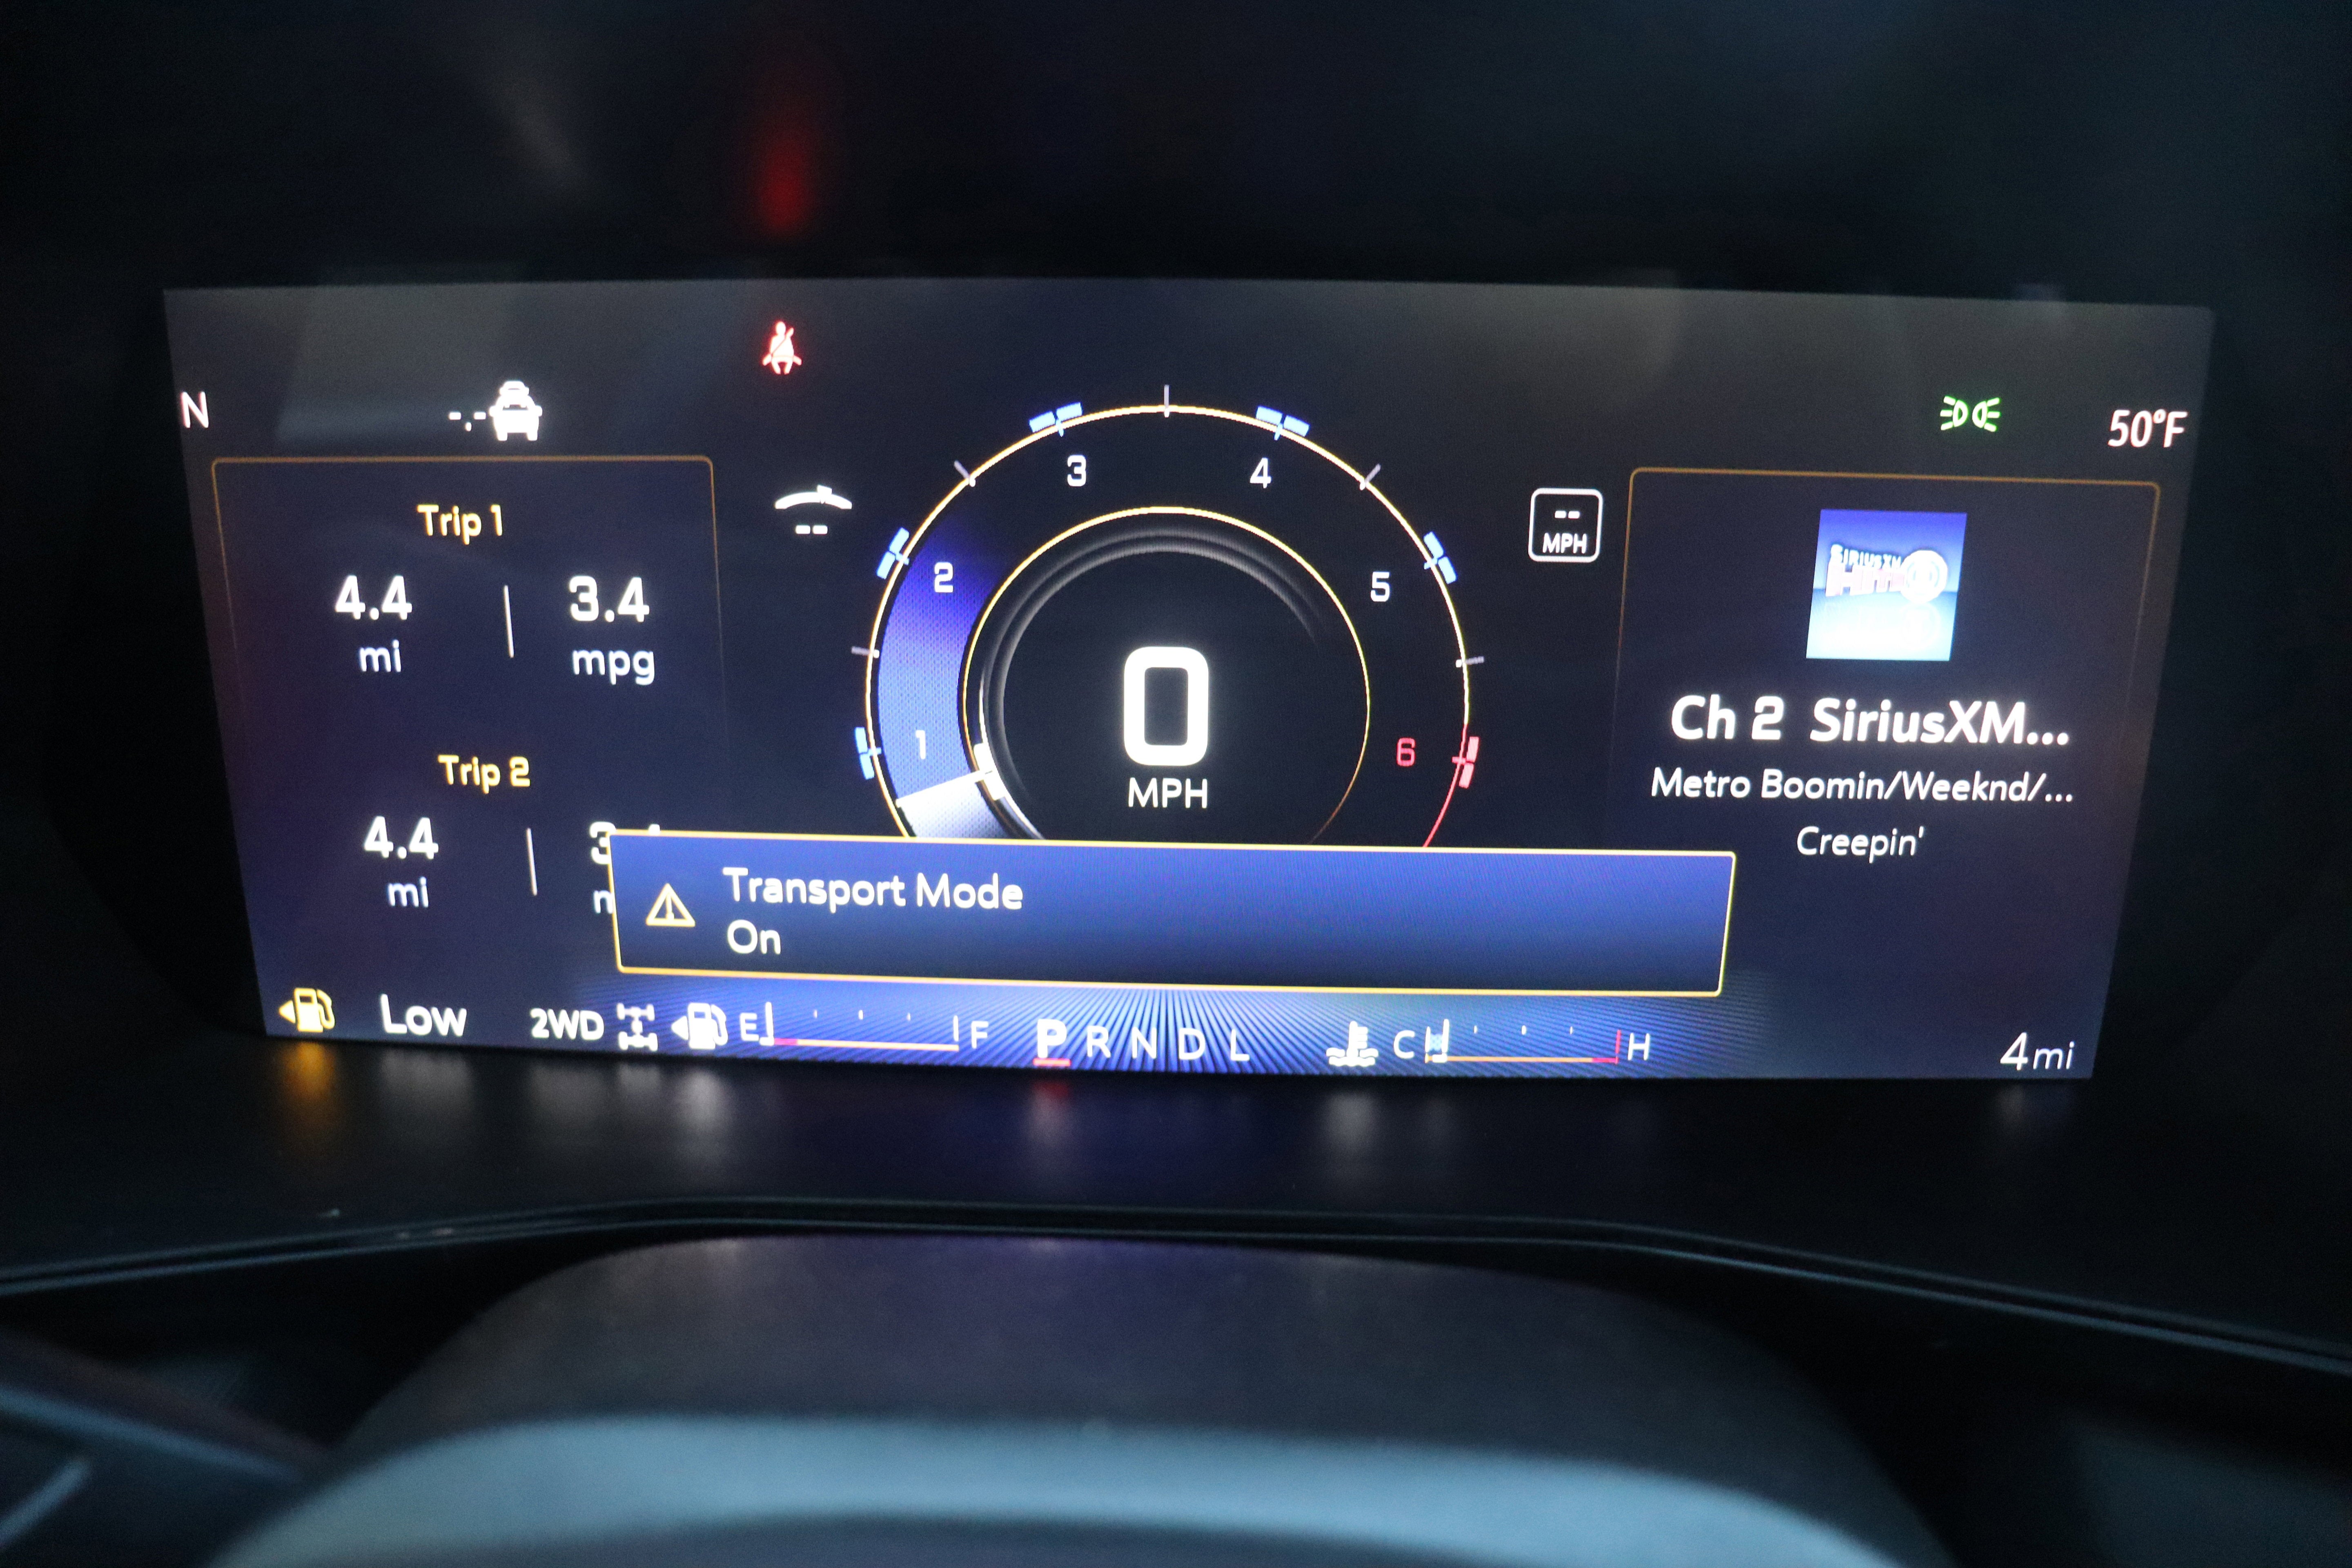 N
-.-
50°F
Trip 1
4.4 | 3.4
mi mpg
Trip 2
4.4
mi
--
1
2
3
4
5
6
0
MPH
--
MPH
SIRIUSXM
Ch 2 SiriusXM...
Metro Boomin/Weeknd/...
Creepin'
Transport Mode
On
LOW 2WD E F P R N D L C H 4mi